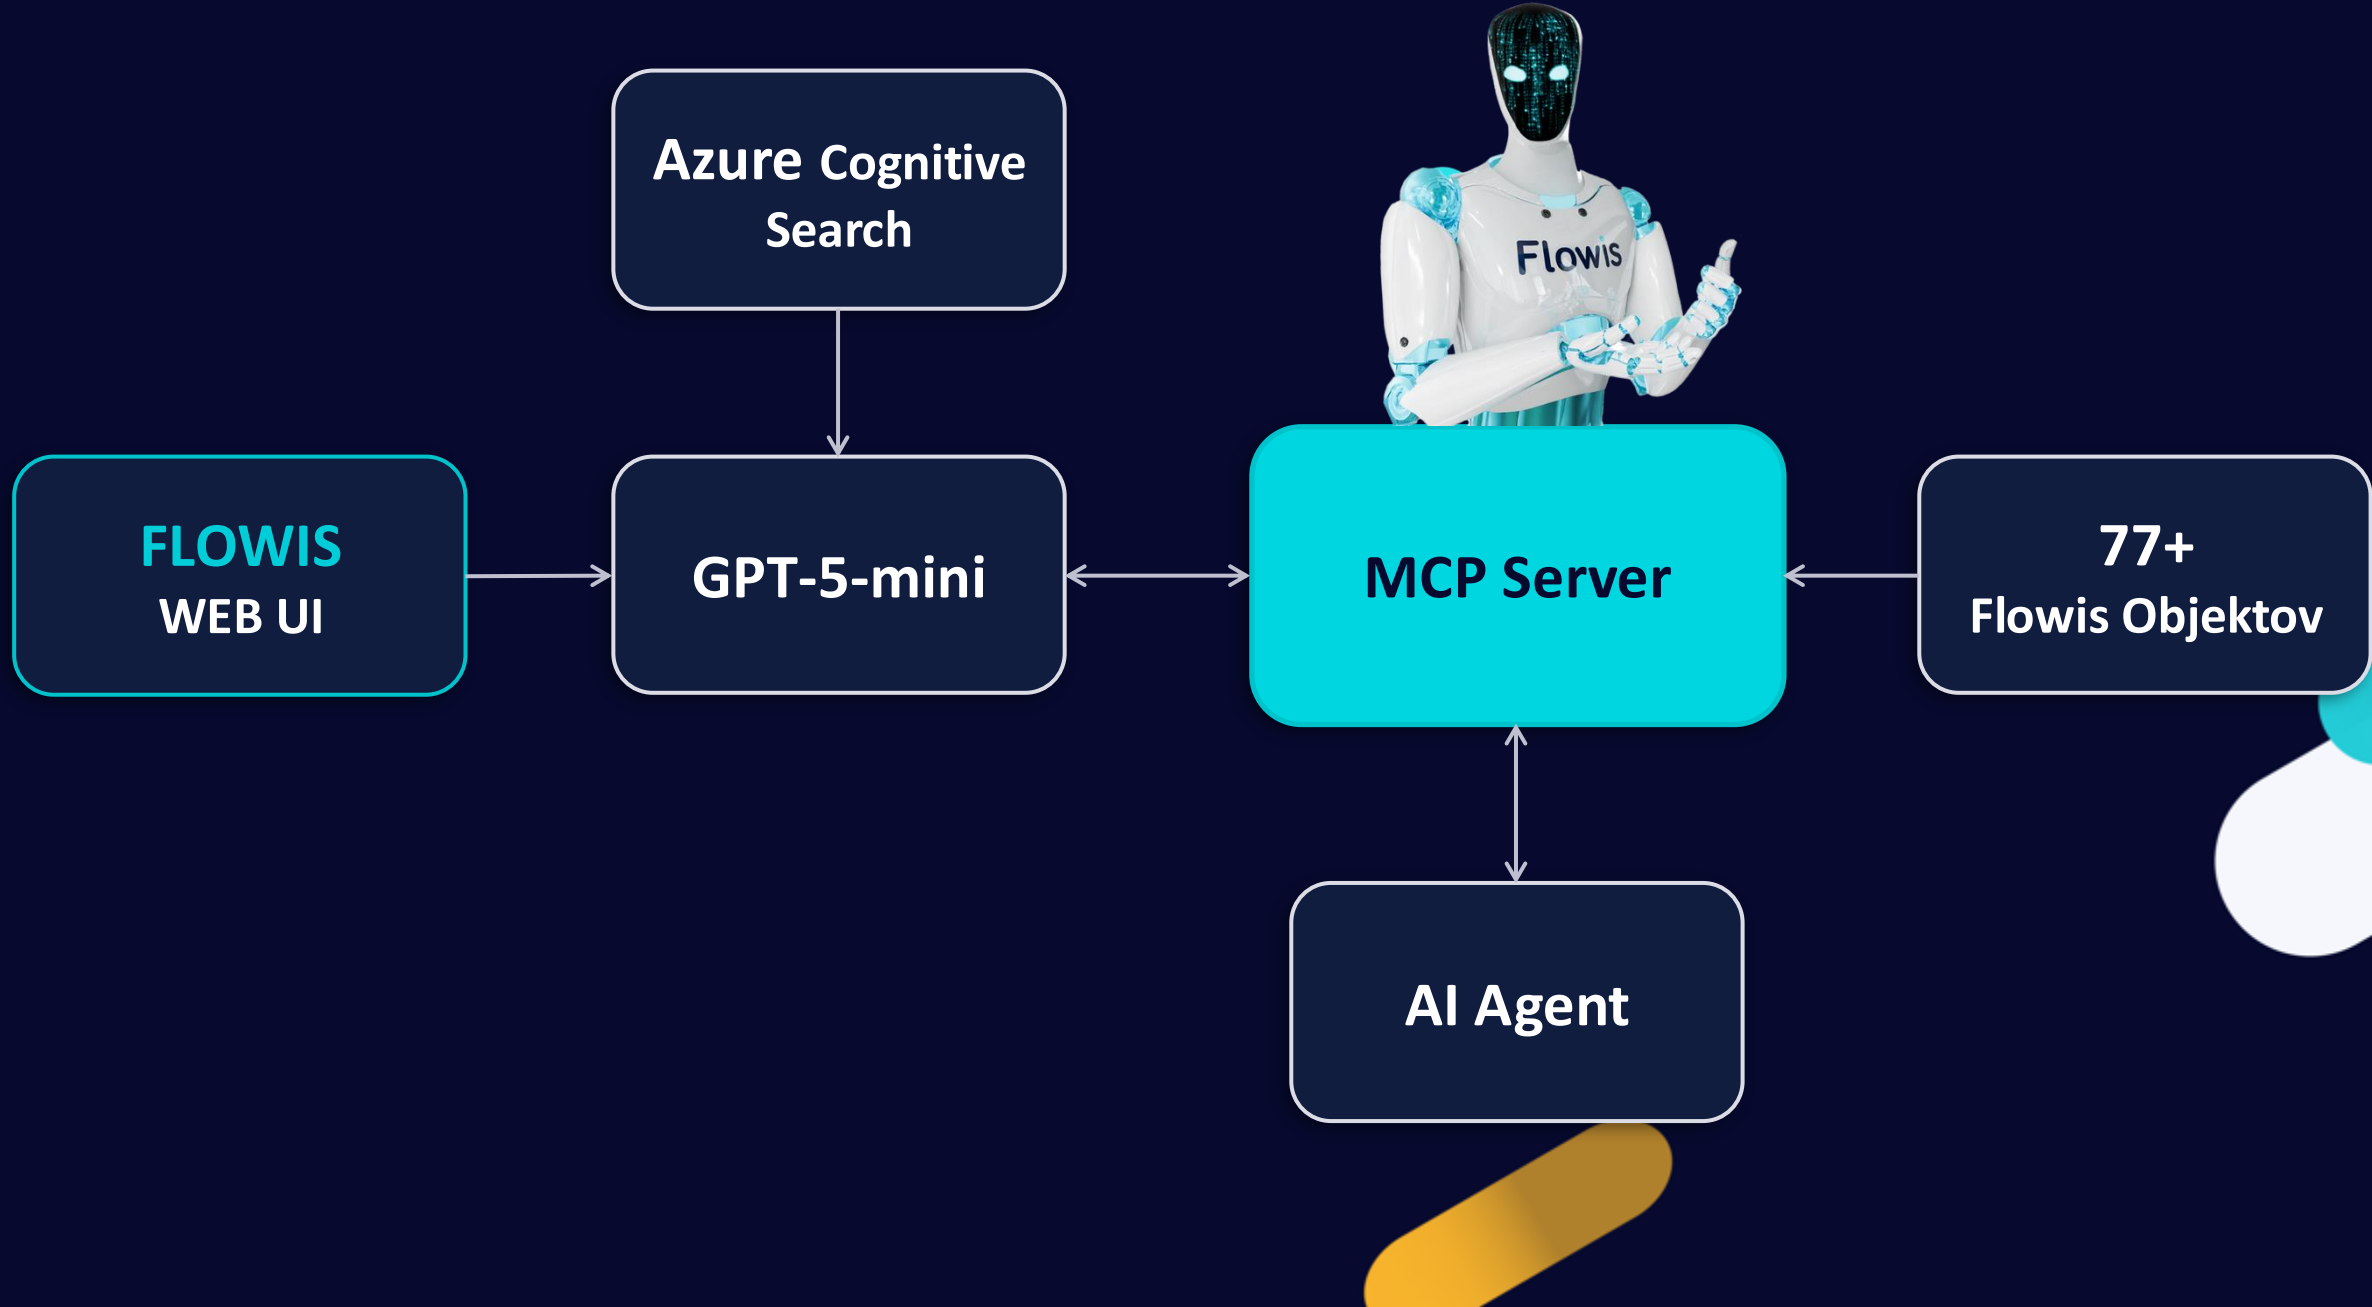 Azure Cognitive
Search
Flowis
FLOWIS
WEB UI
GPT-5-mini
MCP Server
77+
Flowis Objektov
AI Agent